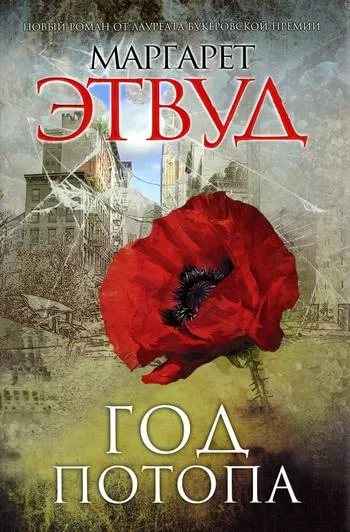 НОВЫЙ РОМАН ОТ ЛАУРЕАТА БУКЕРОВСКОЙ ПРЕМИИ
МАРГАРЕТ
ЭТВУД
ГОД
ПОТОПА